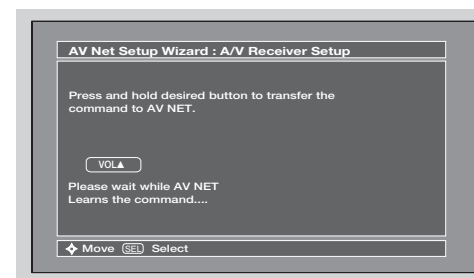 AV Net Setup Wizard : A/V Receiver Setup
Press and hold desired button to transfer the
command to AV NET.
VOL▲
Please wait while AV NET
Learns the command....
Move SEL Select